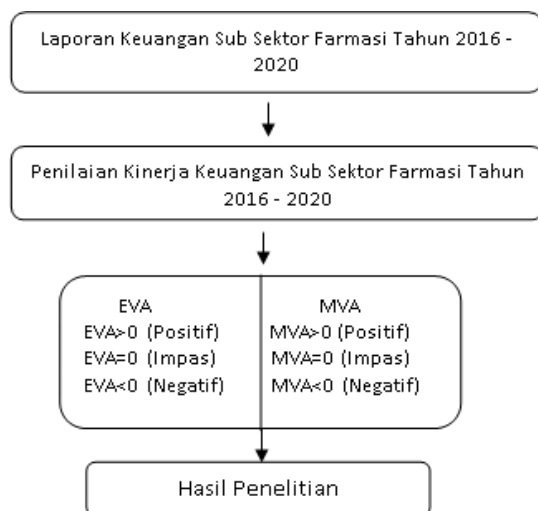 Laporan Keuangan Sub Sektor Farmasi Tahun 2016 -
2020
Penilaian Kinerja Keuangan Sub Sektor Farmasi Tahun
2016 - 2020
EVA
EVA>0 (Positif)
EVA=0 (Impas)
EVA<0 (Negatif)
MVA
MVA>0 (Positif)
MVA=0 (Impas)
MVA<0 (Negatif)
Hasil Penelitian